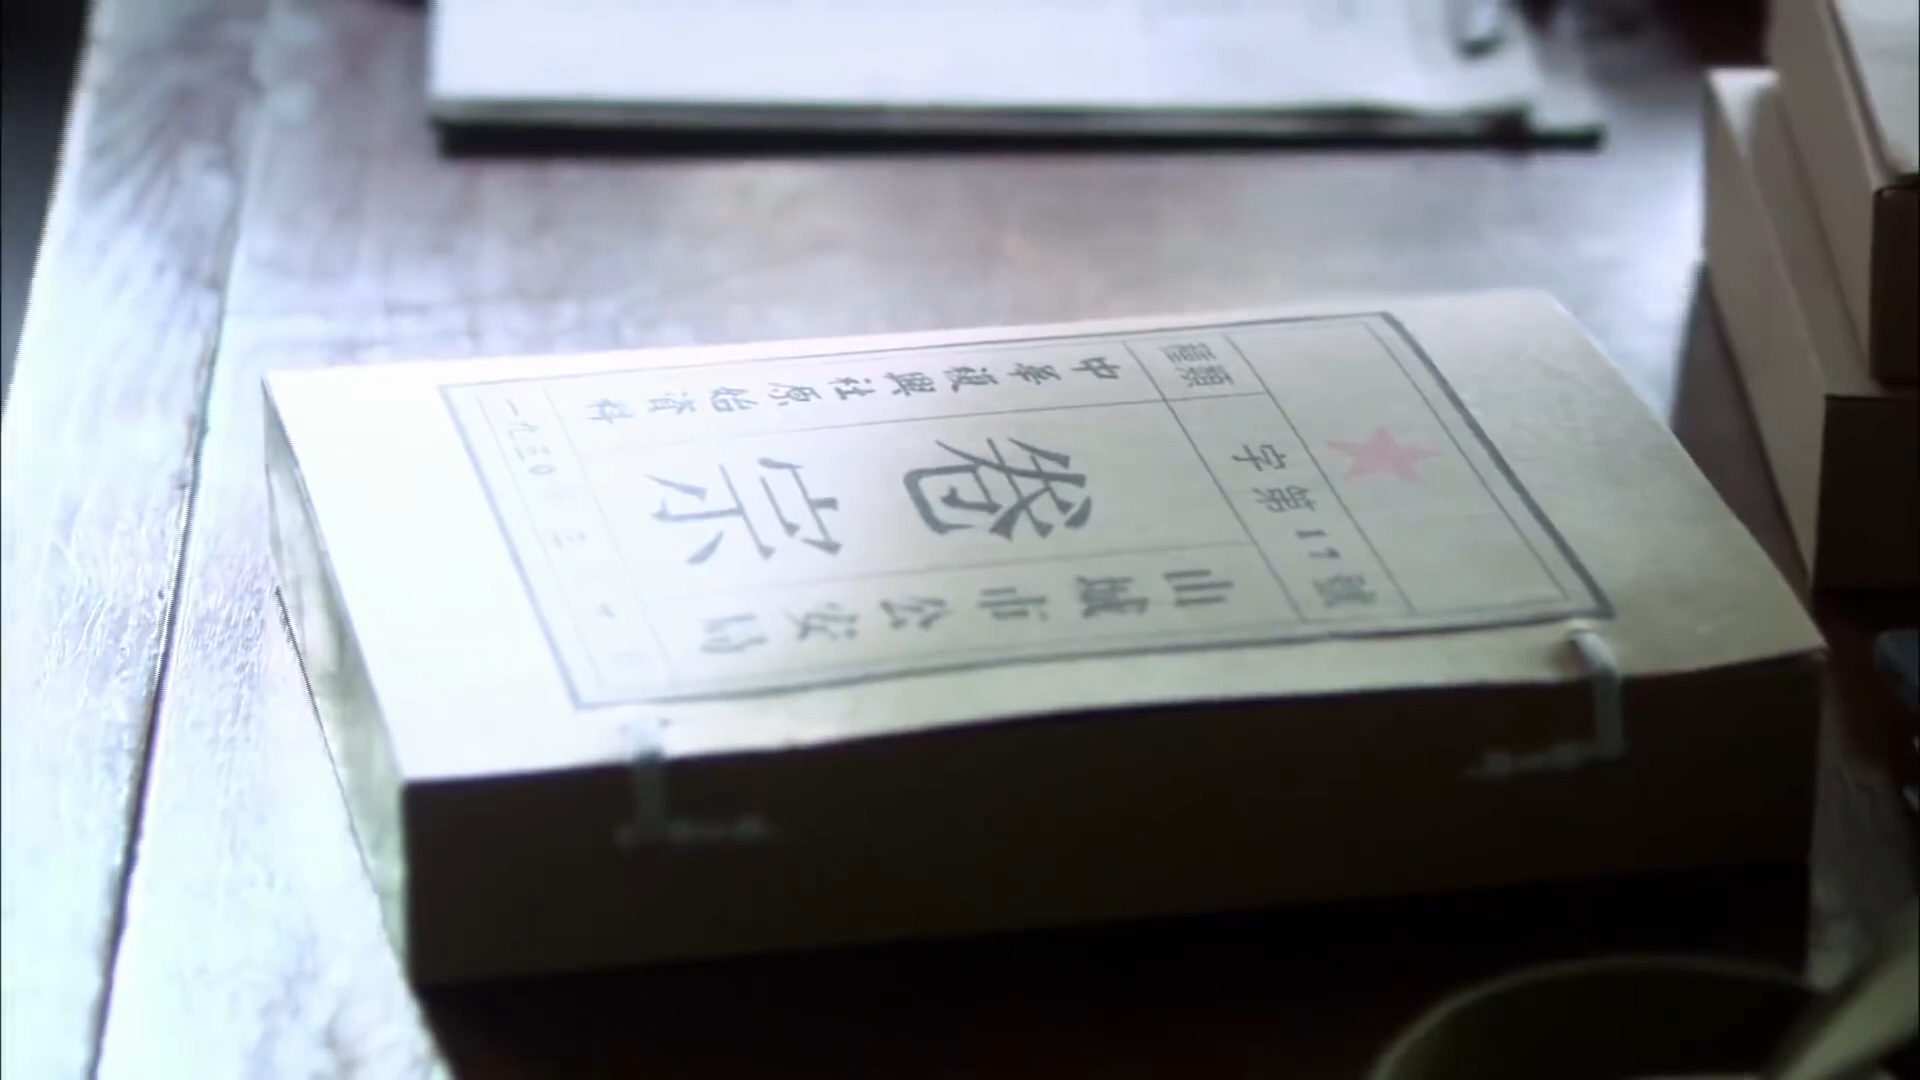 字第17號
種類
中華復興社原始資料
卷宗
山城市公安局
一九三0